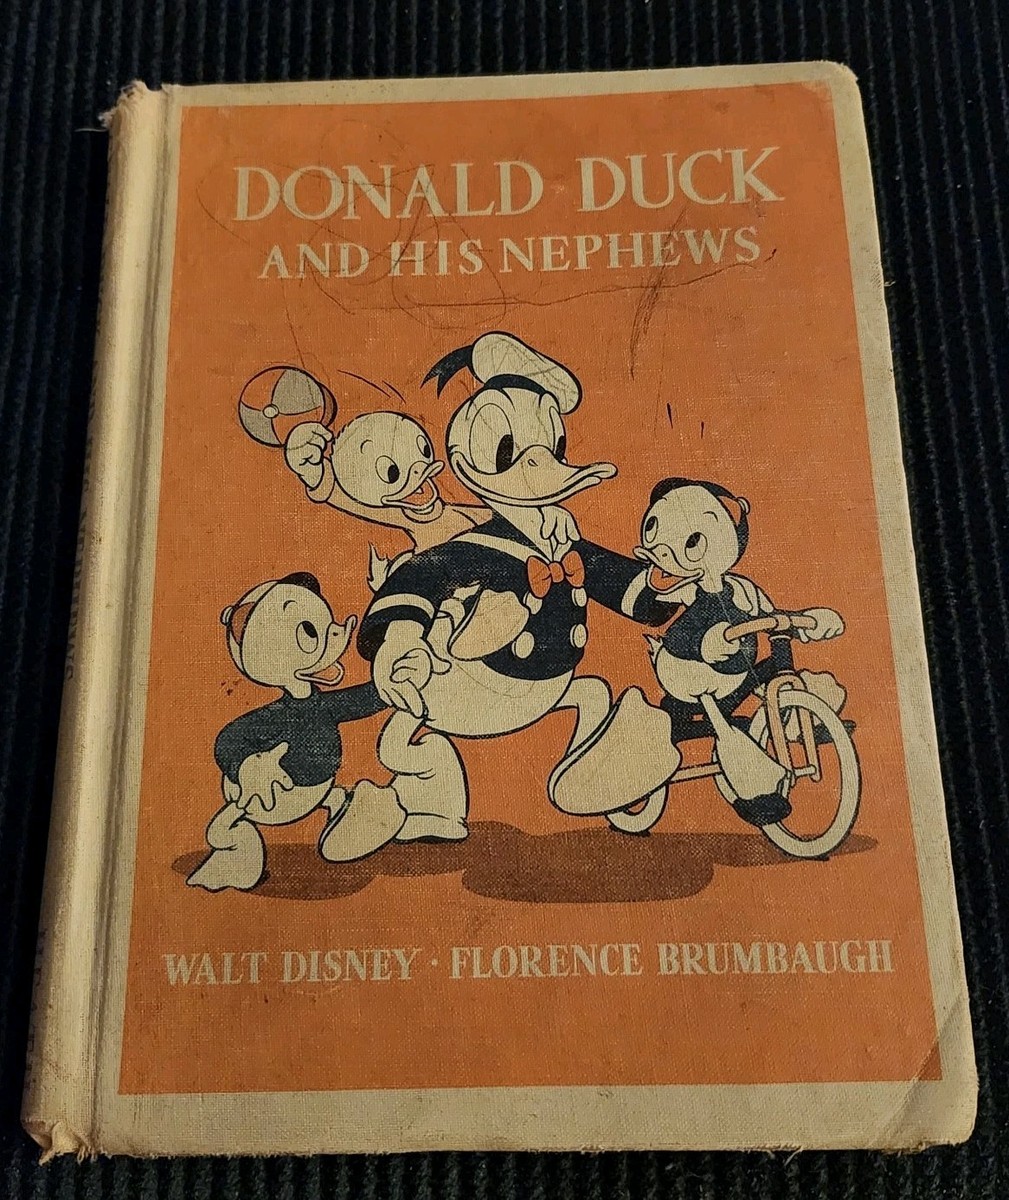 DONALD DUCK
AND HIS NEPHEWS
WALT DISNEY · FLORENCE BRUMBAUGH